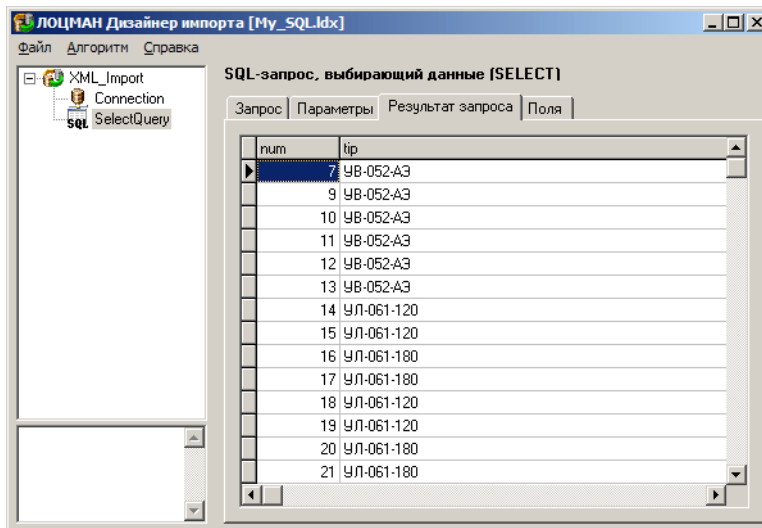 ЛОЦМАН Дизайнер импорта [My_SQL.ldx]
Файл Алгоритм Справка
XML_Import
Connection
SQL SelectQuery
SQL-запрос, выбирающий данные (SELECT)
Запрос Параметры Результат запроса Поля
num tip
7 УВ-052-АЭ
9 УВ-052-АЭ
10 УВ-052-АЭ
11 УВ-052-АЭ
12 УВ-052-АЭ
13 УВ-052-АЭ
14 УЛ-061-120
15 УЛ-061-120
16 УЛ-061-180
17 УЛ-061-180
18 УЛ-061-120
19 УЛ-061-120
20 УЛ-061-180
21 УЛ-061-180